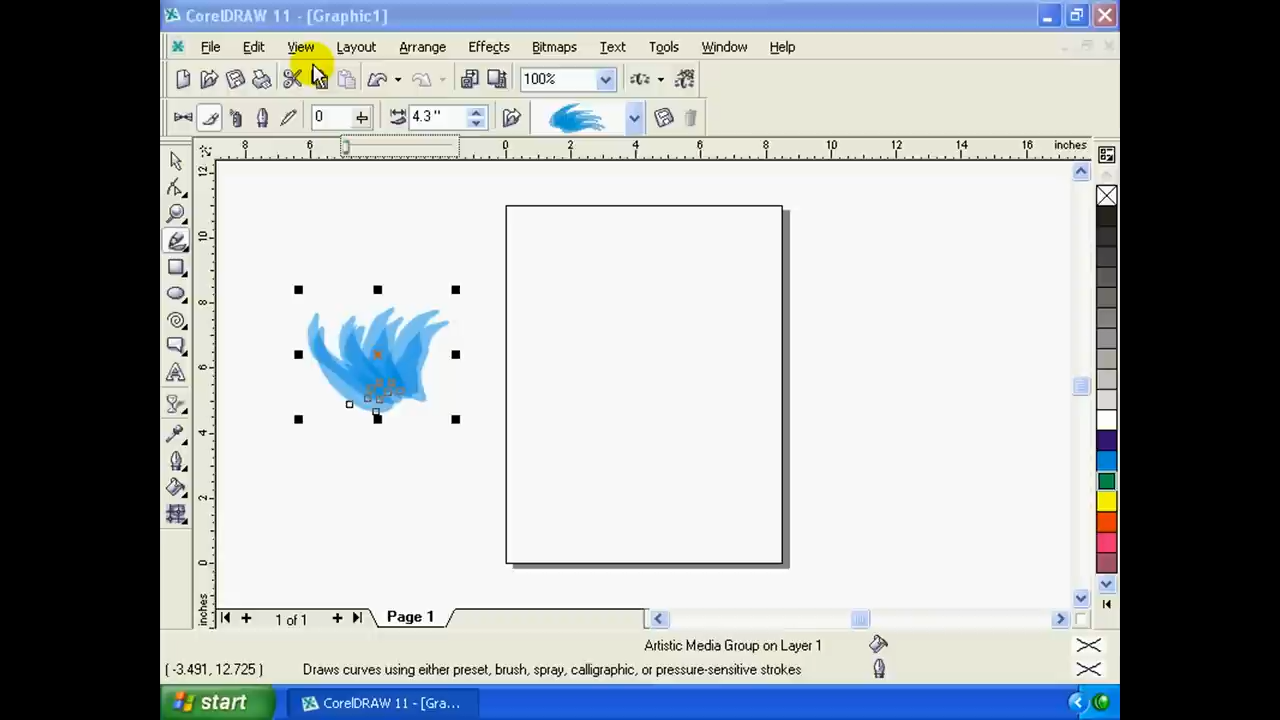 CorelDRAW 11 - [Graphic1]
File Edit View Layout Arrange Effects Bitmaps Text Tools Window Help
100%
0 4.3 "
8 6 0 2 4 6 8 10 12 14 16 inches
12
10
8
6
4
2
0
inches
1 of 1 Page 1
Artistic Media Group on Layer 1
( -3.491, 12.725 ) Draws curves using either preset, brush, spray, calligraphic, or pressure-sensitive strokes
start CorelDRAW 11 - [Gra...